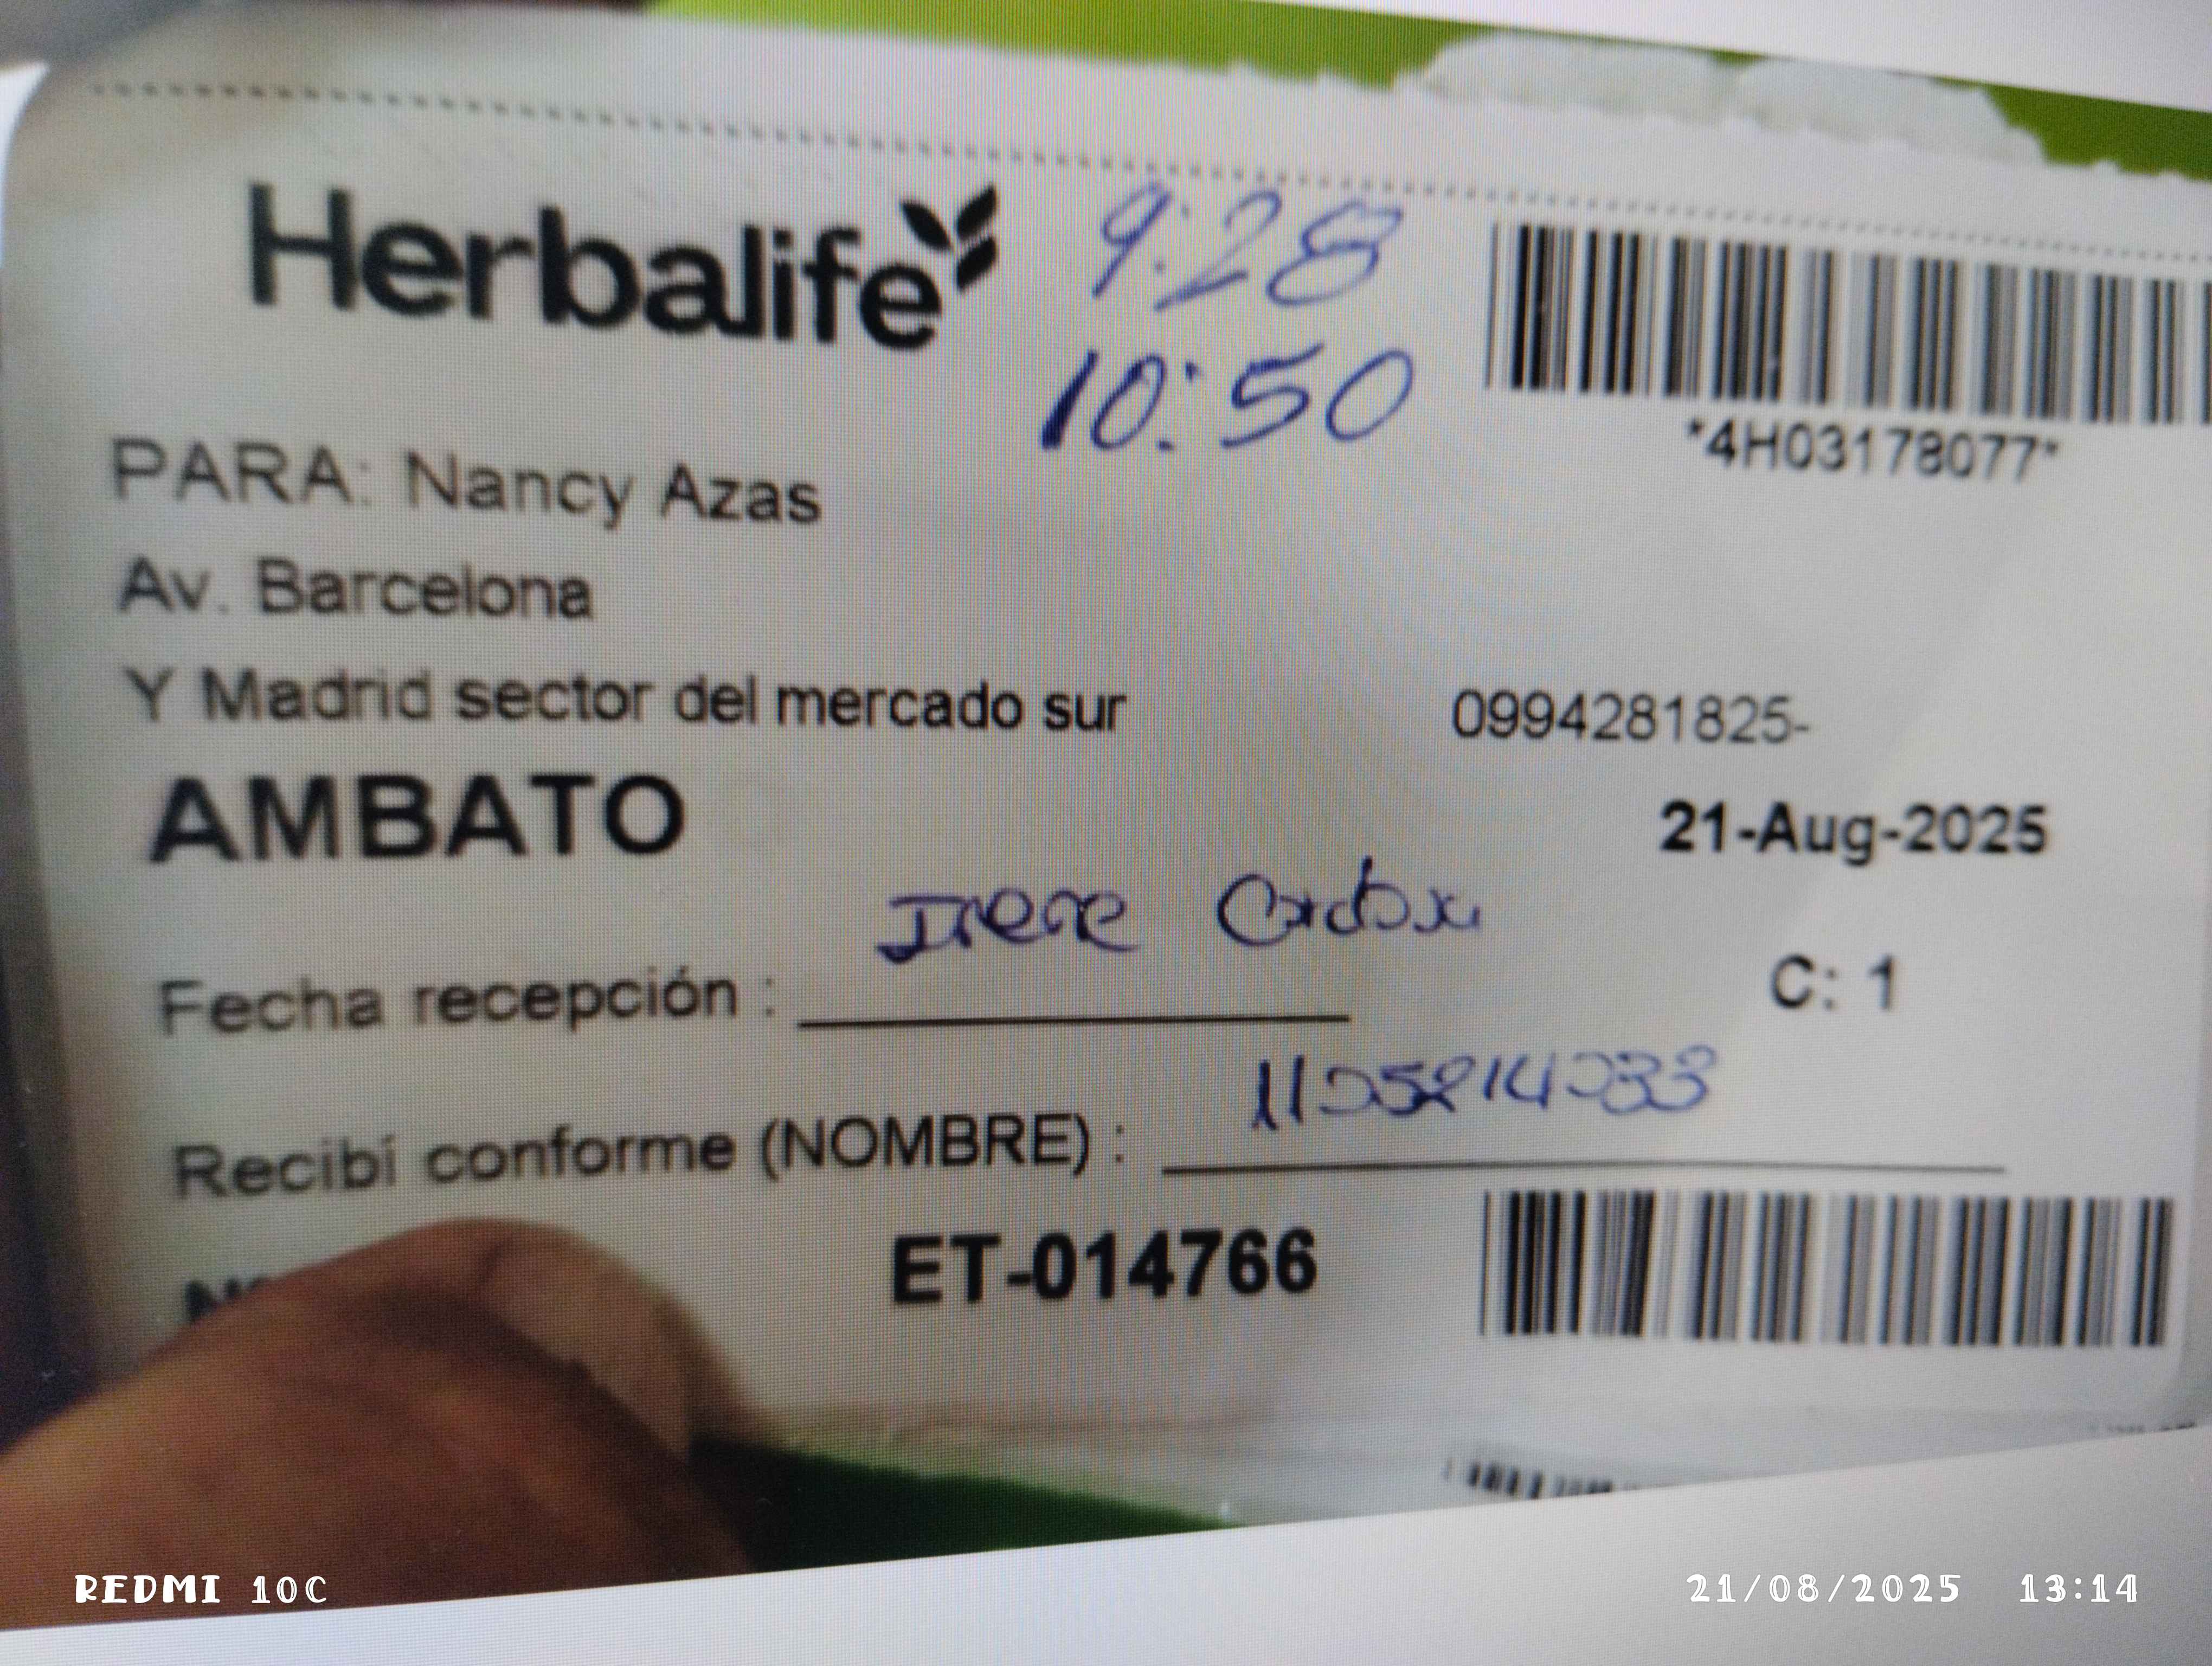 Herbalife
9:28
10:50
*4H03178077*
PARA: Nancy Azas
Av. Barcelona
Y Madrid sector del mercado sur 0994281825-
AMBATO
21-Aug-2025
Irene
Fecha recepción :
C: 1
Recibí conforme (NOMBRE) :
ET-014766
REDMI 10C
21/08/2025 13:14